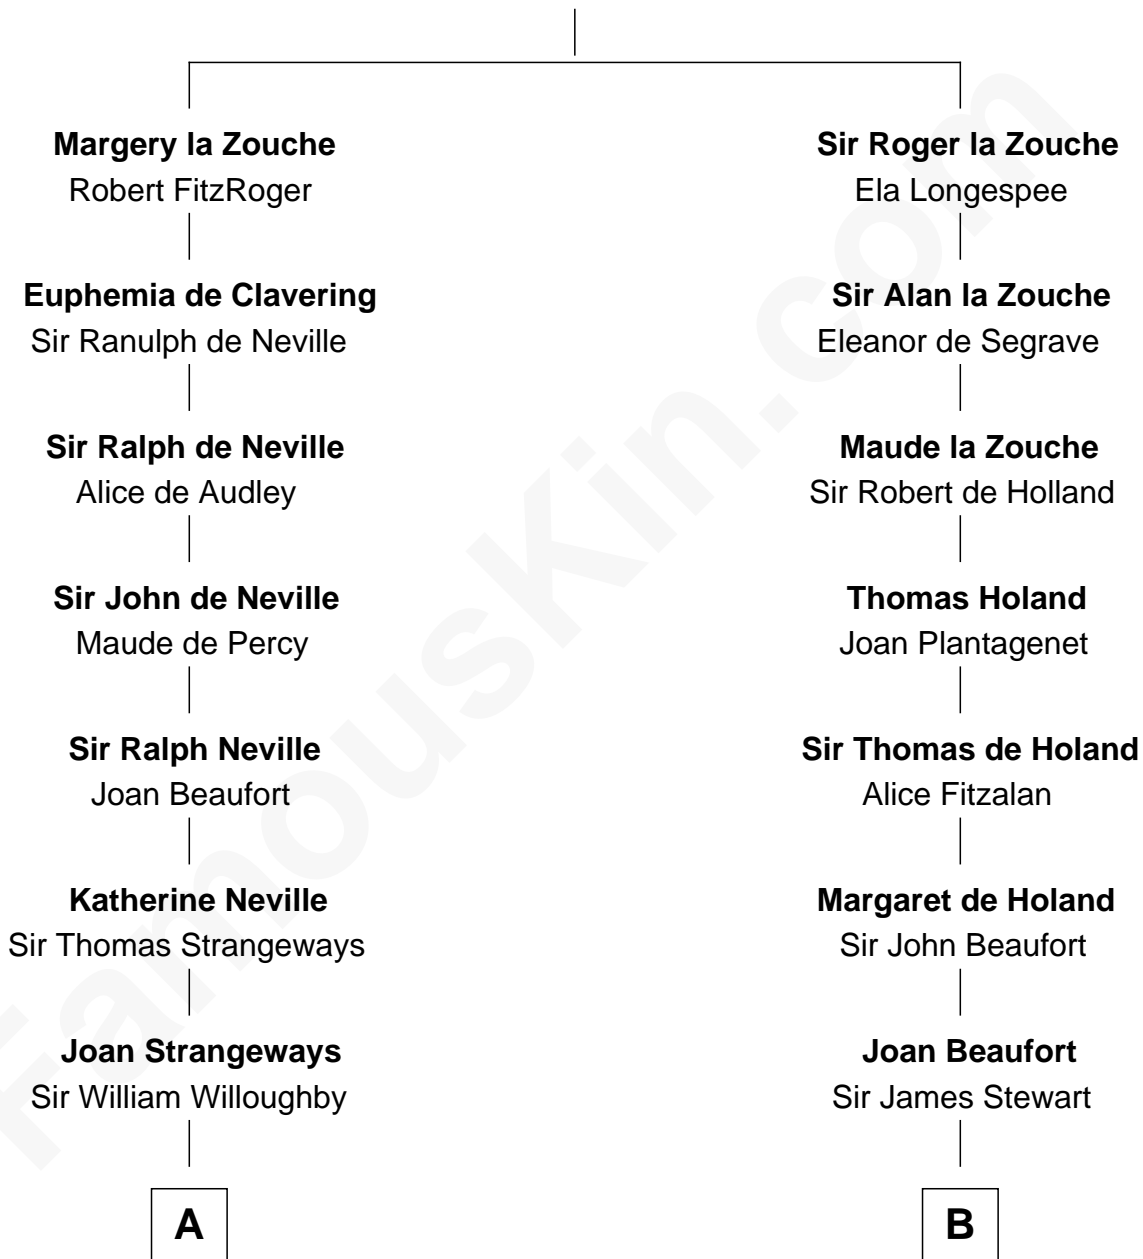 Margery la Zouche
Robert FitzRoger
Euphemia de Clavering
Sir Ranulph de Neville
Sir Ralph de Neville
Alice de Audley
Sir John de Neville
Maude de Percy
Sir Ralph Neville
Joan Beaufort
Katherine Neville
Sir Thomas Strangeways
Joan Strangeways
Sir William Willoughby
A
Sir Roger la Zouche
Ela Longespee
Sir Alan la Zouche
Eleanor de Segrave
Maude la Zouche
Sir Robert de Holland
Thomas Holand
Joan Plantagenet
Sir Thomas de Holand
Alice Fitzalan
Margaret de Holand
Sir John Beaufort
Joan Beaufort
Sir James Stewart
B
FamousKin.com